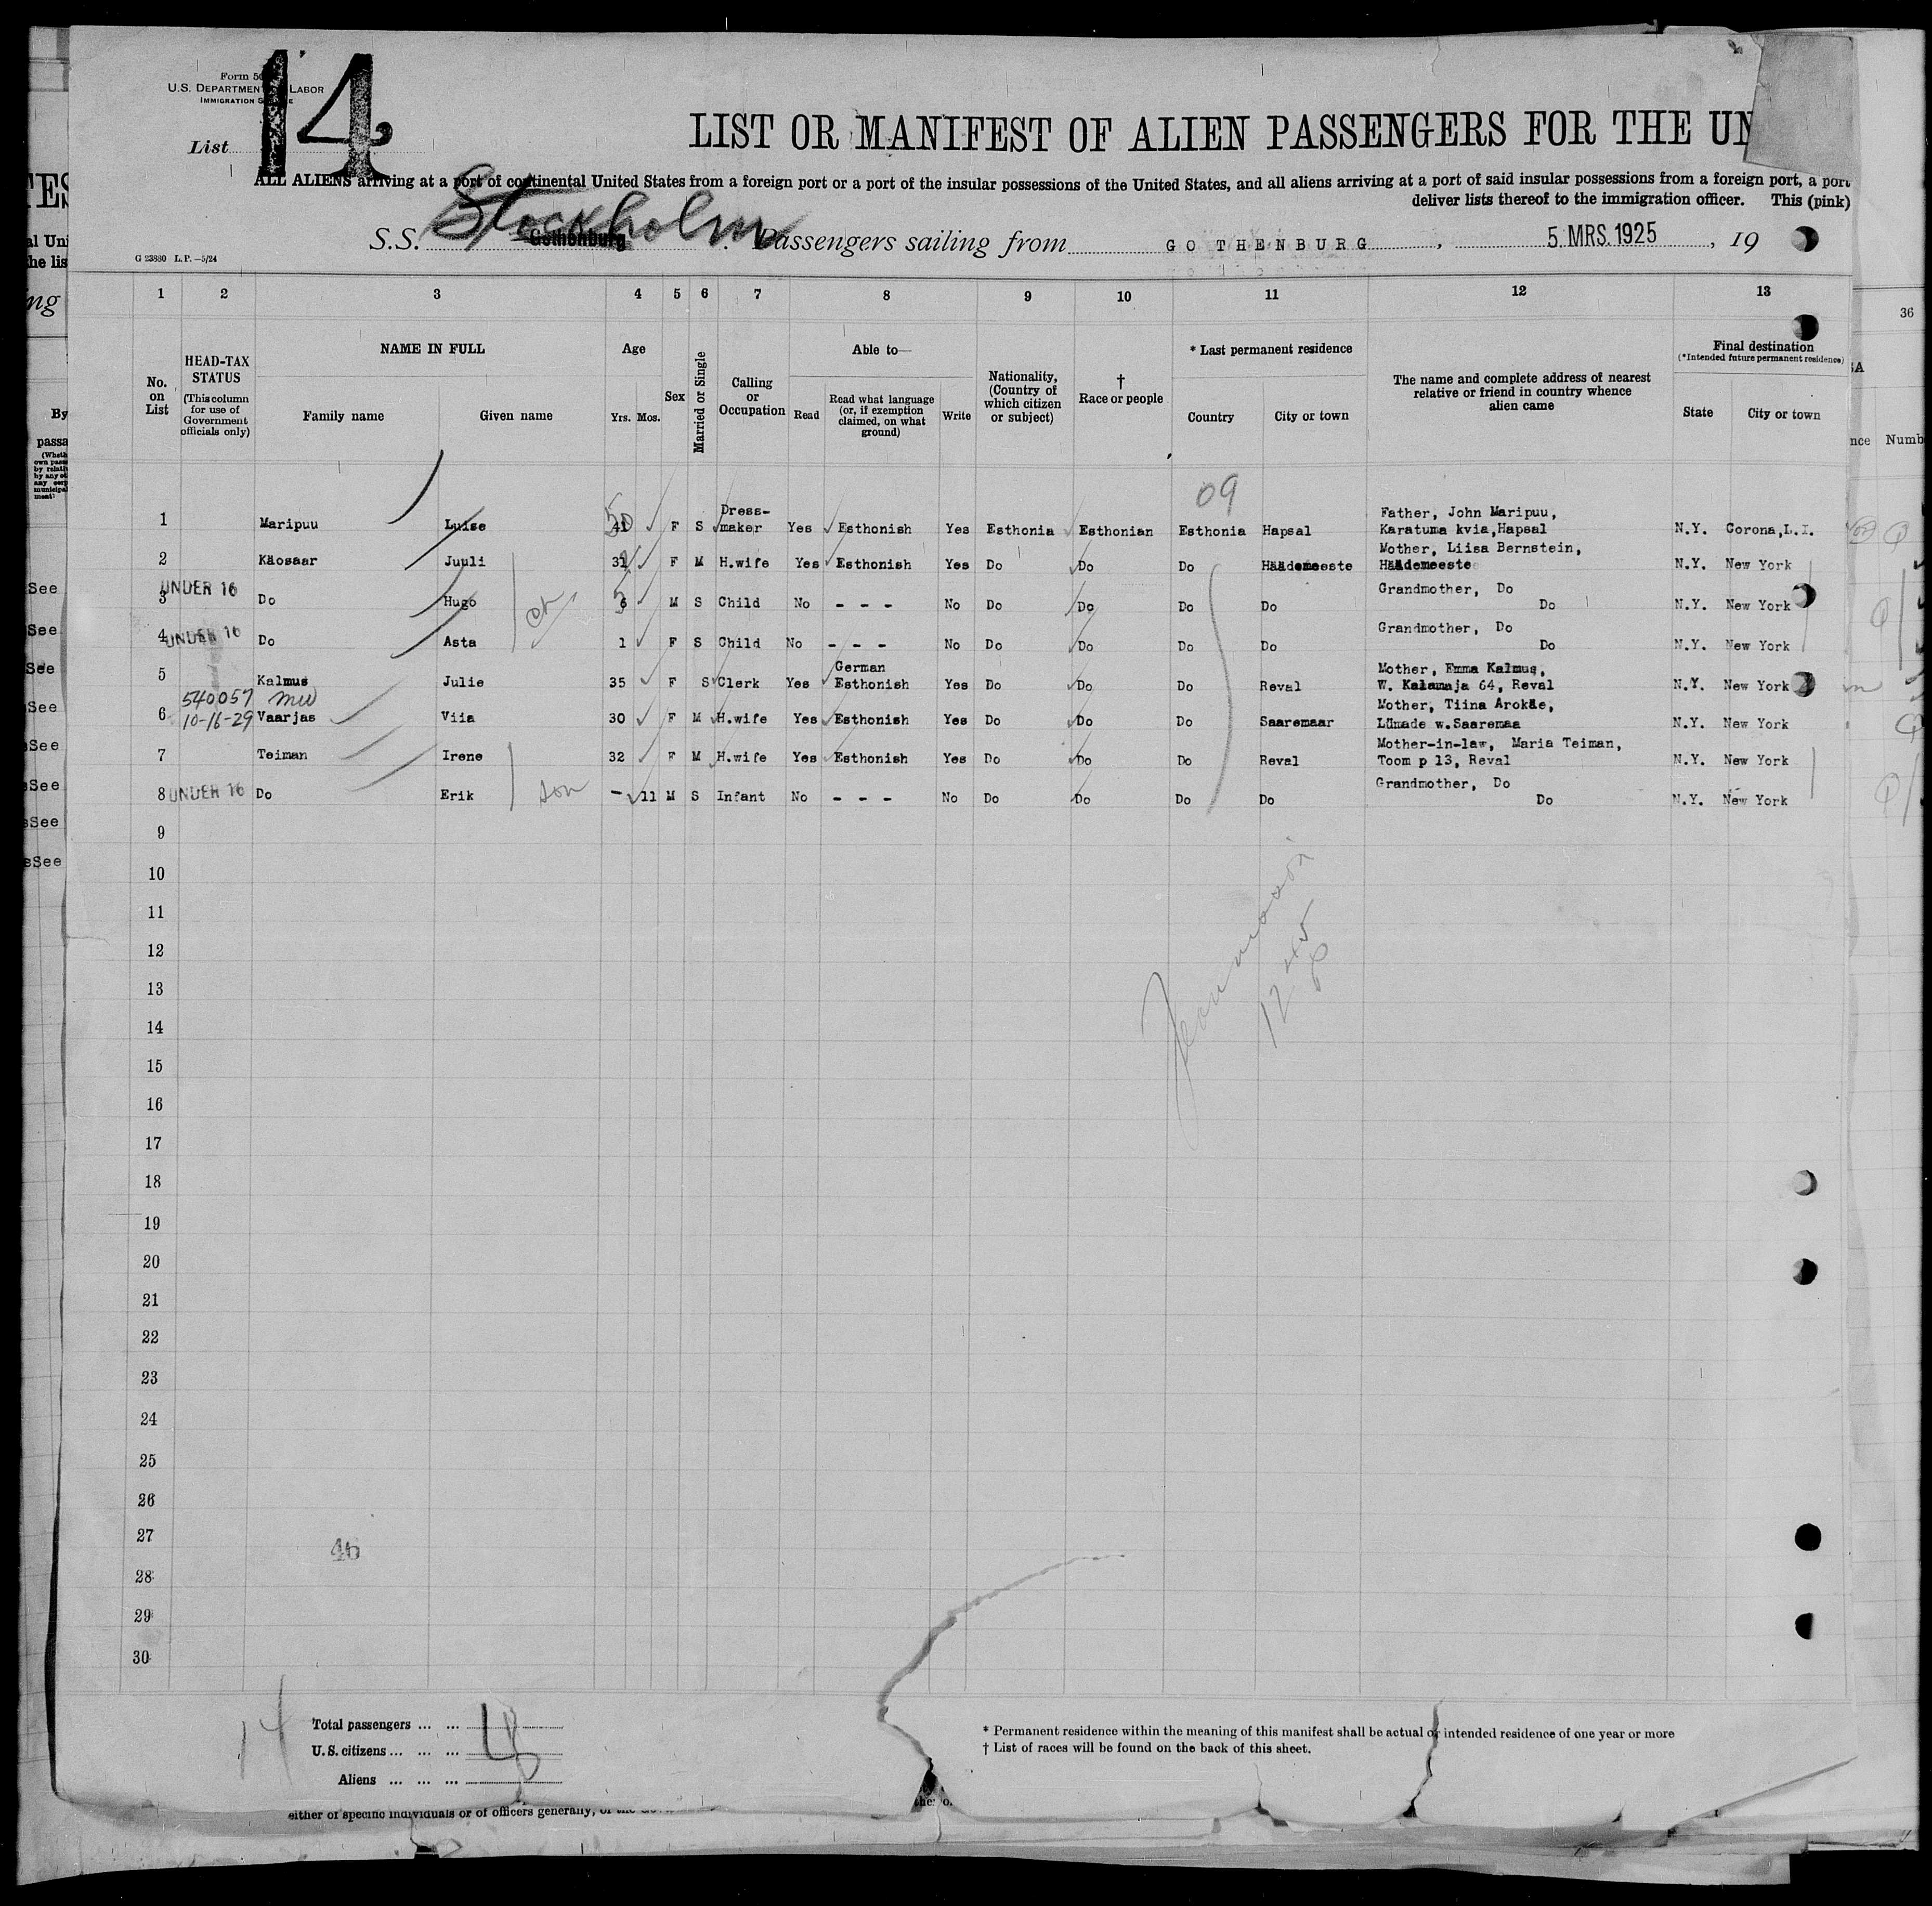 Form 50
U.S. DEPARTMENT LABOR
IMMIGRATION
List 14
LIST OR MANIFEST OF ALIEN PASSENGERS FOR THE UN
ALL ALIENS arriving at a port of continental United States from a foreign port or a port of the insular possessions of the United States, and all aliens arriving at a port of said insular possessions from a foreign port, a port
deliver lists thereof to the immigration officer. This (pink)
S.S. Gothenburg Stockholm Passengers sailing from GOTHENBURG, 5 MRS. 1925, 19
G 23880 L.P.—5/24
1 2 3 4 5 6 7 8 9 10 11 12 13
No. on List
HEAD-TAX STATUS
(This column for use of Government officials only)
NAME IN FULL
Family name Given name
Age
Yrs. Mos.
Sex
Married or Single
Calling or Occupation
Able to—
Read
Read what language (or, if exemption claimed, on what ground)
Write
Nationality, (Country of which citizen or subject)
† Race or people
* Last permanent residence
Country City or town
The name and complete address of nearest relative or friend in country whence alien came
Final destination
(*Intended future permanent residence)
State City or town
09
1 Maripuu Luise 41 50 F S Dress-maker Yes Esthonish Yes Esthonia Esthonian Esthonia Hapsal Father, John Maripuu, Karatuma kvia, Hapsal N.Y. Corona, L.I.
2 Käosaar Juuli 31 F M H.wife Yes Esthonish Yes Do Do Do Häädemeeste Mother, Liisa Bernstein, Häädemeeste N.Y. New York
3 UNDER 16 Do Hugo 6 M S Child No - - - No Do Do Do Do Grandmother, Do Do N.Y. New York
4 UNDER 16 Do Asta 1 F S Child No - - - No Do Do Do Do Grandmother, Do Do N.Y. New York
5 Kalmus Julie 35 F S Clerk Yes German Esthonish Yes Do Do Do Reval Mother, Emma Kalmus, W. Kalamaja 64, Reval N.Y. New York
540057
6 10-16-29 Vaarjas Viia 30 F M H.wife Yes Esthonish Yes Do Do Do Saaremaar Mother, Tiina Arokäe, Lümade w. Saaremaa N.Y. New York
7 Teiman Irene 32 F M H.wife Yes Esthonish Yes Do Do Do Reval Mother-in-law, Maria Teiman, Toom p 13, Reval N.Y. New York
8 UNDER 16 Do Erik son – 11 M S Infant No - - - No Do Do Do Do Grandmother, Do Do N.Y. New York
9
10
11
12
13
14
15
16
17
18
19
20
21
22
23
24
25
26
27
28
29
30
14
Total passengers ... ...
U.S. citizens ... ... ...
Aliens ... ... ...
* Permanent residence within the meaning of this manifest shall be actual or intended residence of one year or more
† List of races will be found on the back of this sheet.
either of specific individuals or of officers generally,